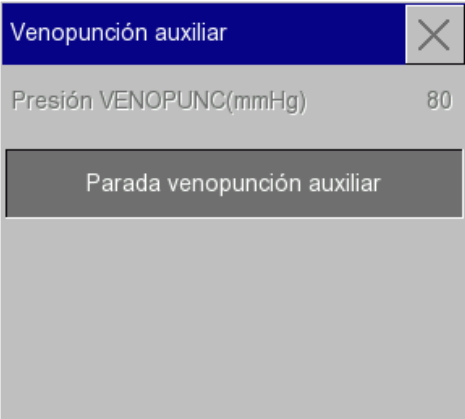 Venopunción auxiliar
Presión VENOPUNC(mmHg) 80
Parada venopunción auxiliar